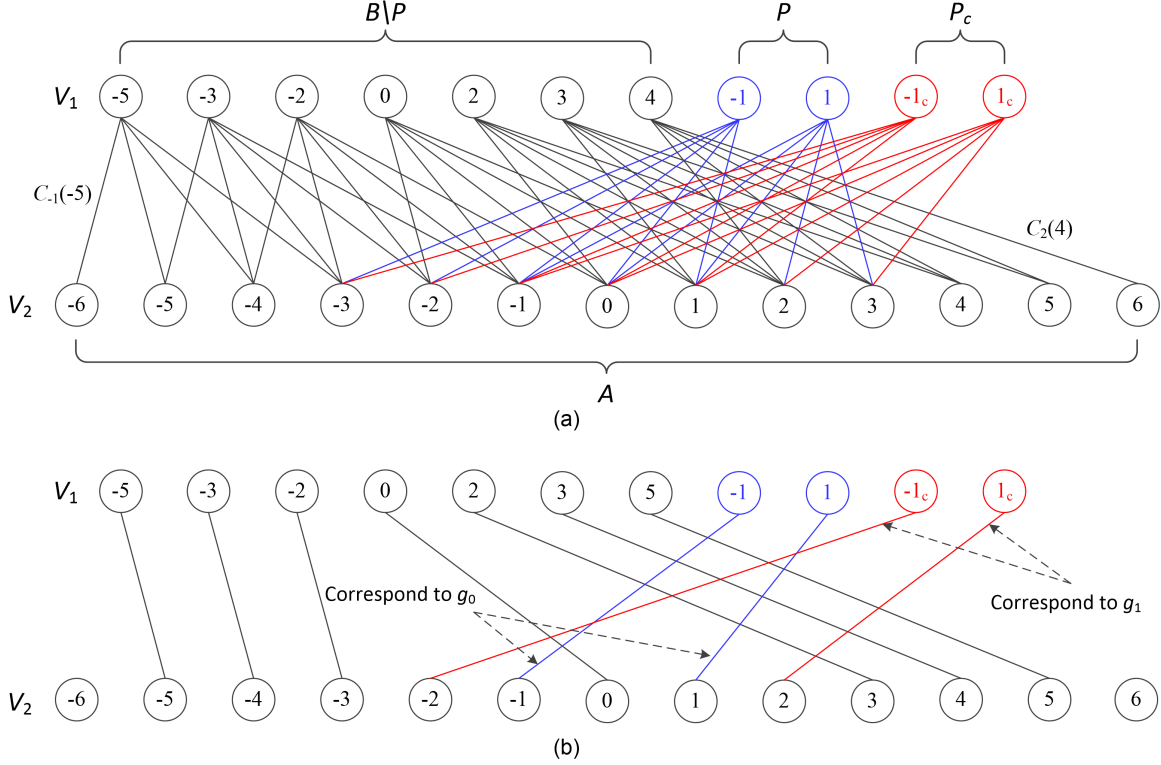 B\P P P_c
V_1 -5 -3 -2 0 2 3 4 -1 1 -1_c 1_c
C_{-1}(-5) C_2(4)
V_2 -6 -5 -4 -3 -2 -1 0 1 2 3 4 5 6
A
(a)
V_1 -5 -3 -2 0 2 3 5 -1 1 -1_c 1_c
Correspond to g_0 Correspond to g_1
V_2 -6 -5 -4 -3 -2 -1 0 1 2 3 4 5 6
(b)